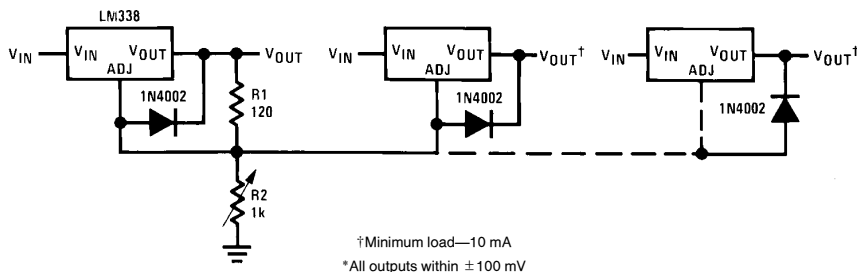 LM338
V_IN V_IN V_OUT V_OUT V_IN V_IN V_OUT V_OUT† V_IN V_IN V_OUT V_OUT†
ADJ ADJ ADJ
1N4002 R1 1N4002 1N4002
120
R2
1k
†Minimum load—10 mA
*All outputs within ±100 mV